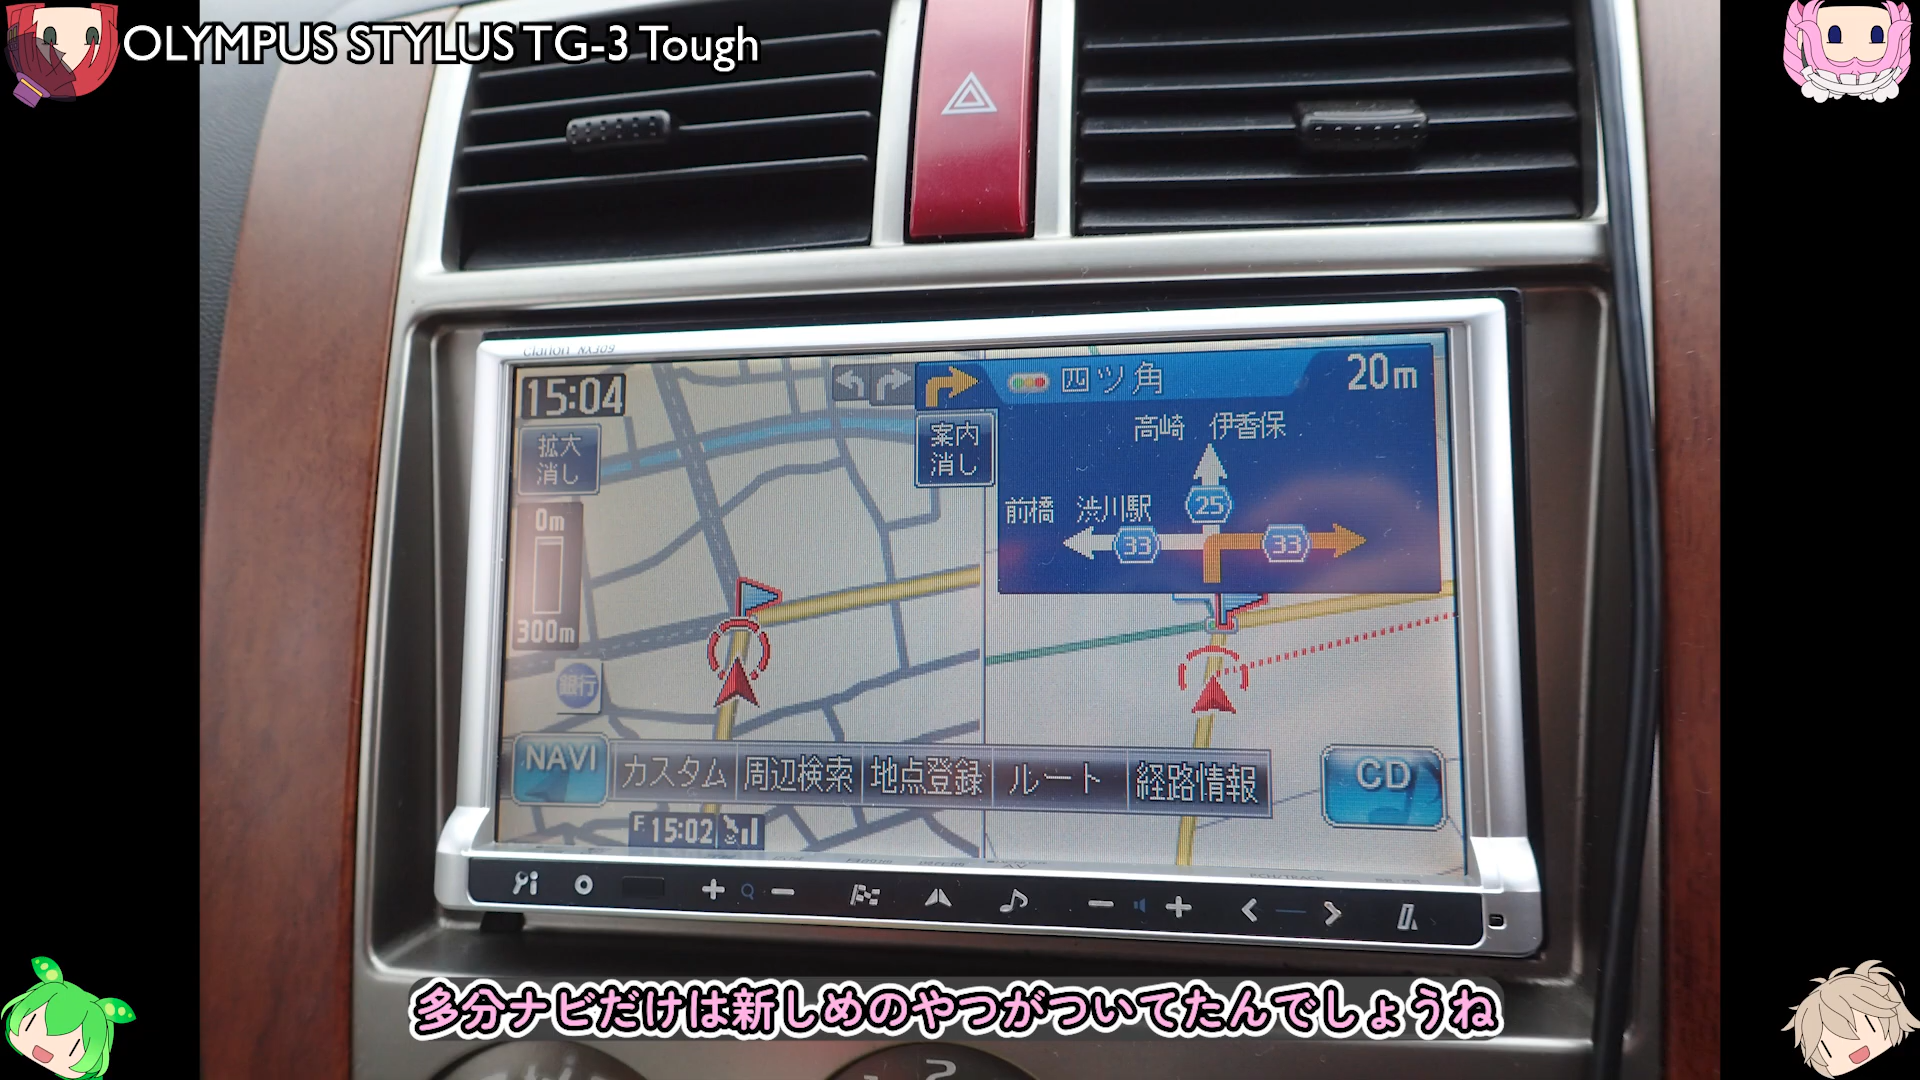 OLYMPUS STYLUS TG-3 Tough
Clarion NX309
15:04
四ツ角
20m
拡大
消し
案内
消し
高崎 伊香保
前橋 渋川駅
25
33
33
0m
300m
銀行
NAVI
カスタム
周辺検索
地点登録
ルート
経路情報
CD
F 15:02
多分ナビだけは新しめのやつがついてたんでしょうね